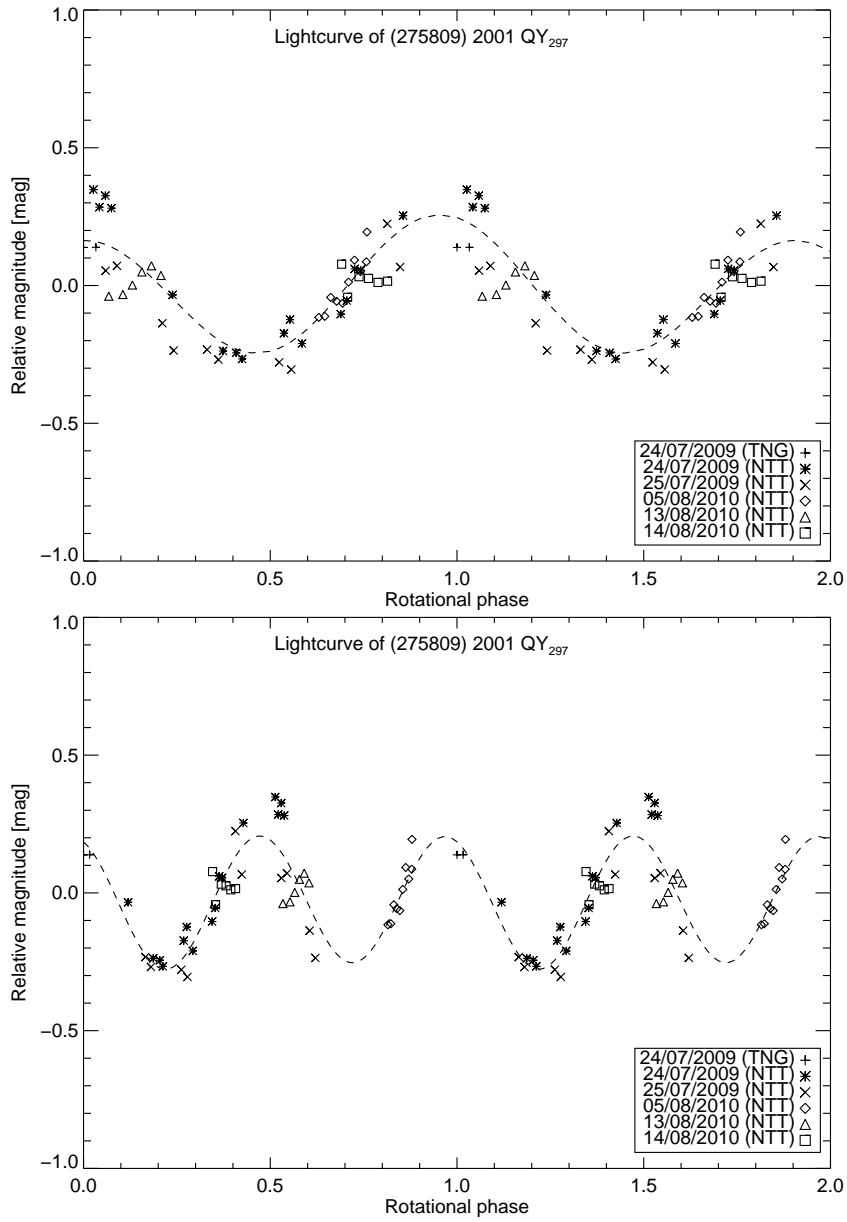 Lightcurve of (275809) 2001 QY297
1.0
0.5
0.0
−0.5
−1.0
Relative magnitude [mag]
24/07/2009 (TNG)
24/07/2009 (NTT)
25/07/2009 (NTT)
05/08/2010 (NTT)
13/08/2010 (NTT)
14/08/2010 (NTT)
0.0 0.5 1.0 1.5 2.0
Rotational phase
Lightcurve of (275809) 2001 QY297
1.0
0.5
0.0
−0.5
−1.0
Relative magnitude [mag]
24/07/2009 (TNG)
24/07/2009 (NTT)
25/07/2009 (NTT)
05/08/2010 (NTT)
13/08/2010 (NTT)
14/08/2010 (NTT)
0.0 0.5 1.0 1.5 2.0
Rotational phase